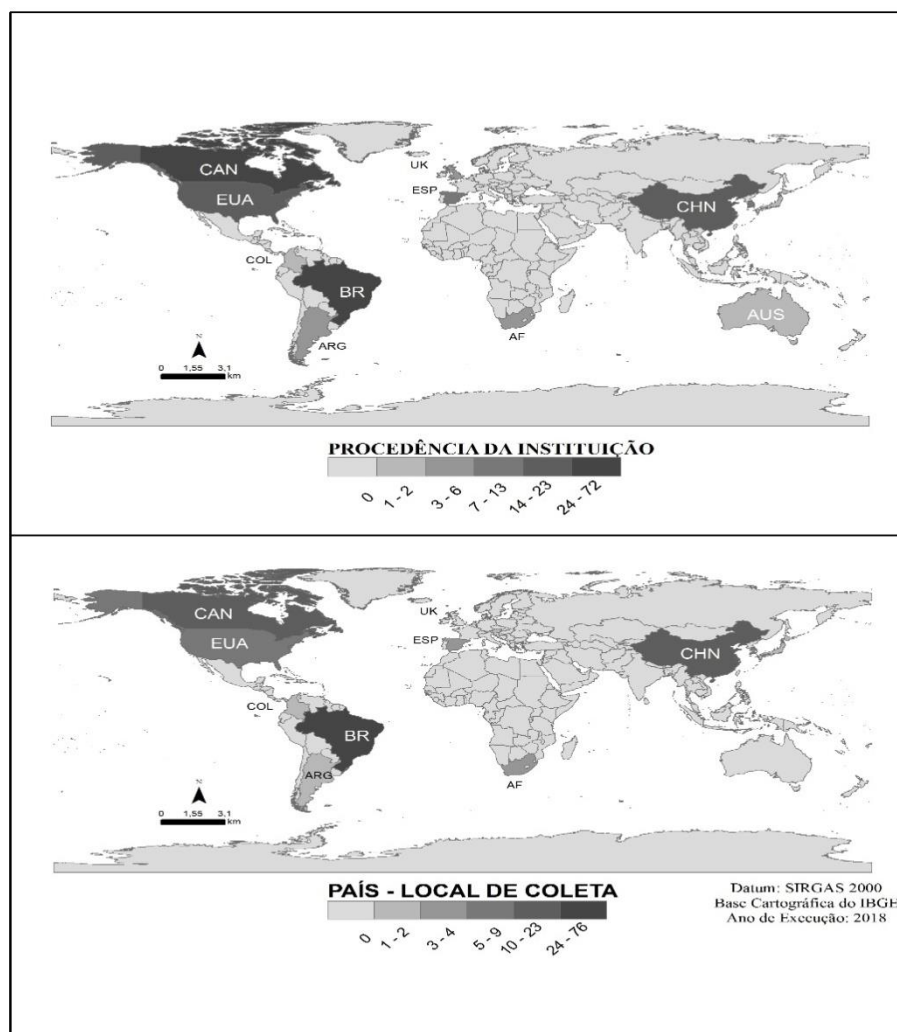 CAN
UK
EUA
ESP
CHN
COL
BR
AUS
ARG
AF
N
0 1,55 3,1
km
PROCEDÊNCIA DA INSTITUIÇÃO
0 1 - 2 3 - 6 7 - 13 14 - 23 24 - 72
CAN
UK
EUA
ESP
CHN
COL
BR
ARG
AF
N
0 1,55 3,1
km
PAÍS - LOCAL DE COLETA
0 1 - 2 3 - 4 5 - 9 10 - 23 24 - 76
Datum: SIRGAS 2000
Base Cartográfica do IBGE
Ano de Execução: 2018